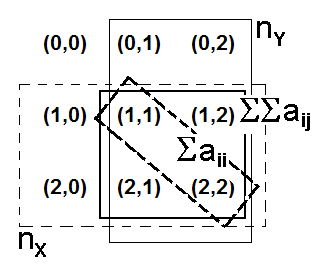 (0,0) (0,1) (0,2) nY
(1,0) (1,1) (1,2) ΣΣaij
Σaii
(2,0) (2,1) (2,2)
nX